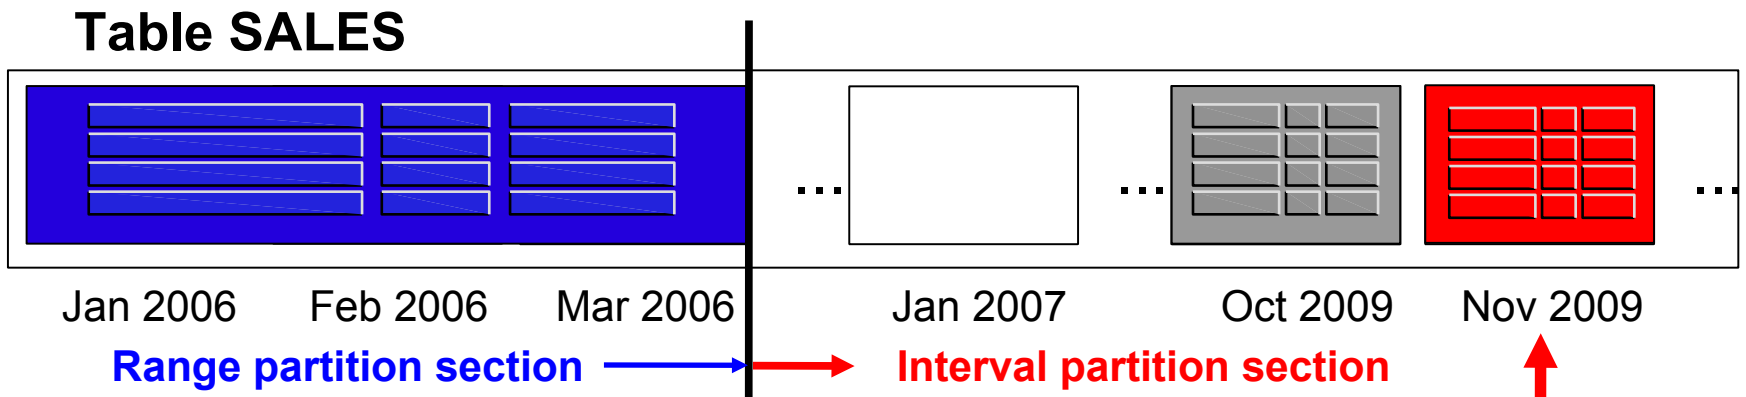 Table SALES
... ... ...
Jan 2006 Feb 2006 Mar 2006 Jan 2007 Oct 2009 Nov 2009
Range partition section Interval partition section